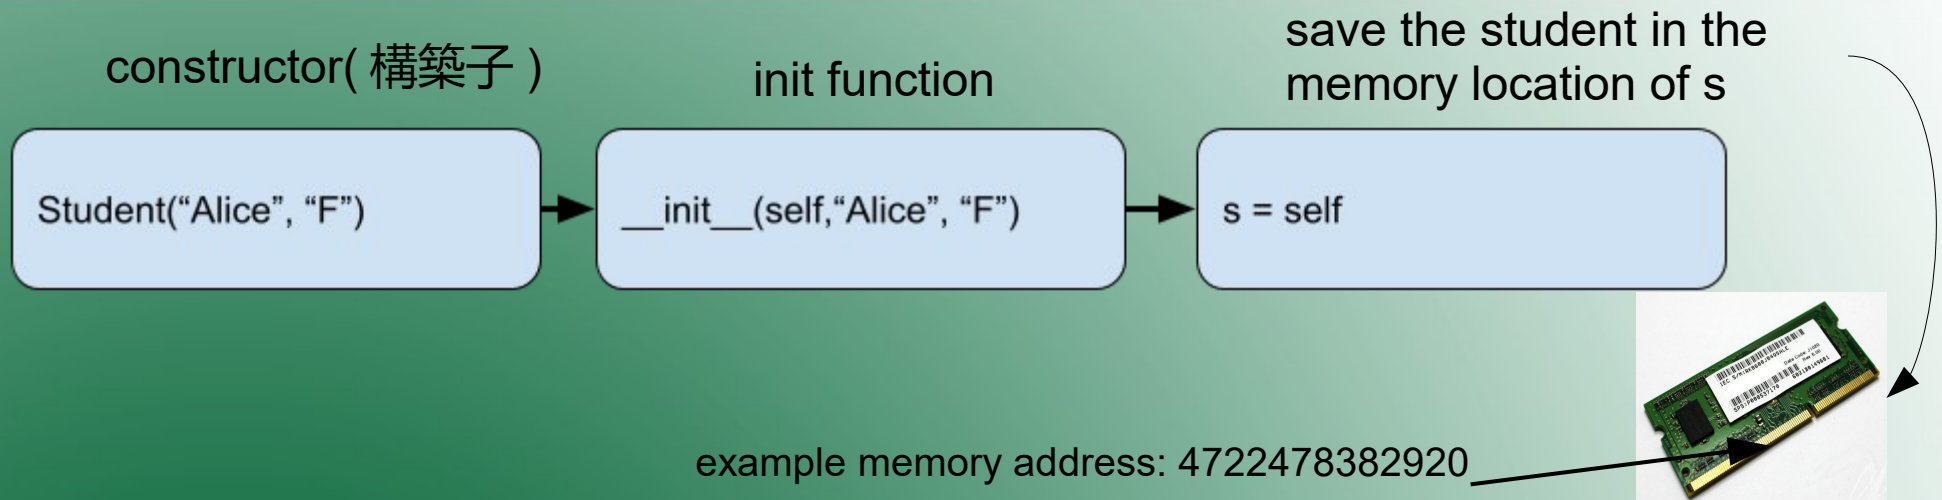 constructor( 構築子 )
init function
save the student in the
memory location of s
Student(“Alice”, “F”)
__init__(self,“Alice”, “F”)
s = self
example memory address: 4722478382920